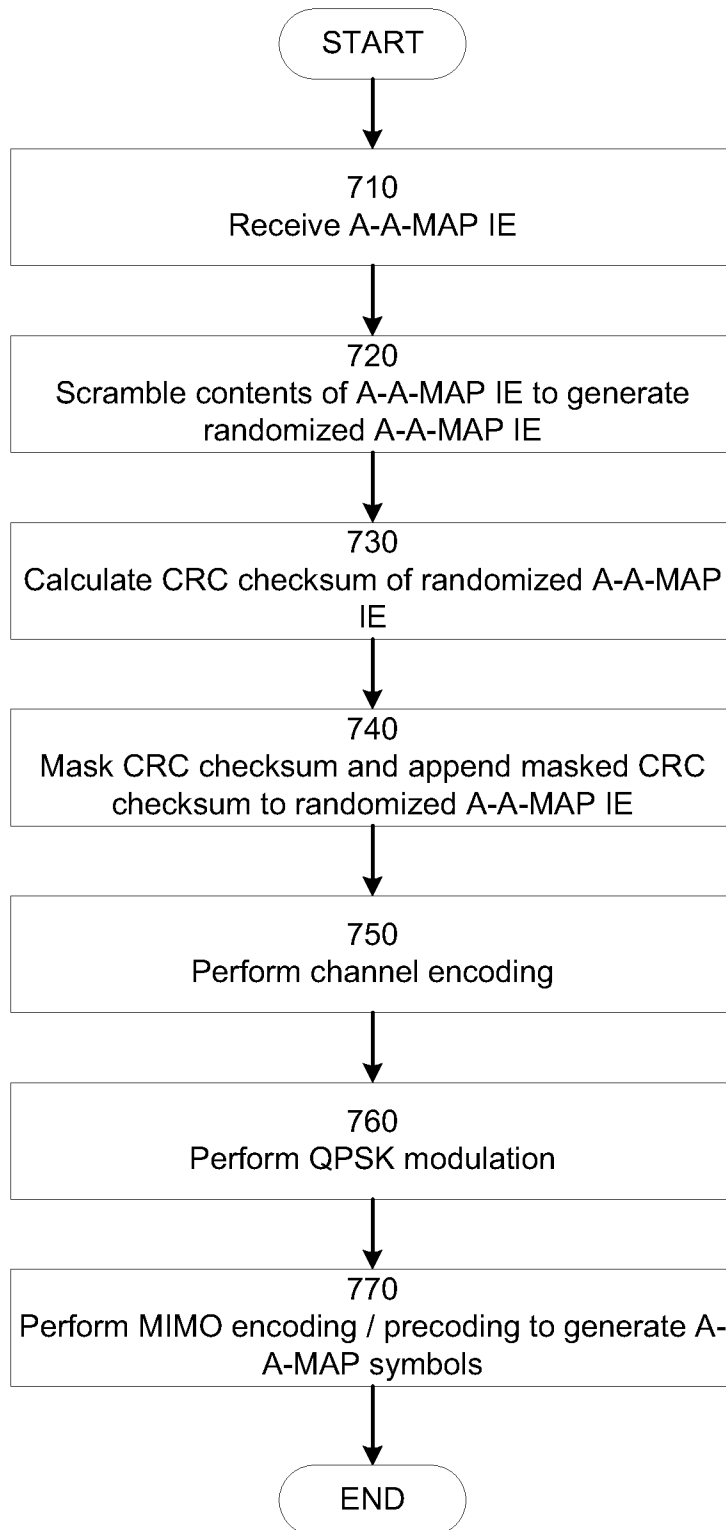 START
710
Receive A-A-MAP IE
720
Scramble contents of A-A-MAP IE to generate
randomized A-A-MAP IE
730
Calculate CRC checksum of randomized A-A-MAP
IE
740
Mask CRC checksum and append masked CRC
checksum to randomized A-A-MAP IE
750
Perform channel encoding
760
Perform QPSK modulation
770
Perform MIMO encoding / precoding to generate A-
A-MAP symbols
END